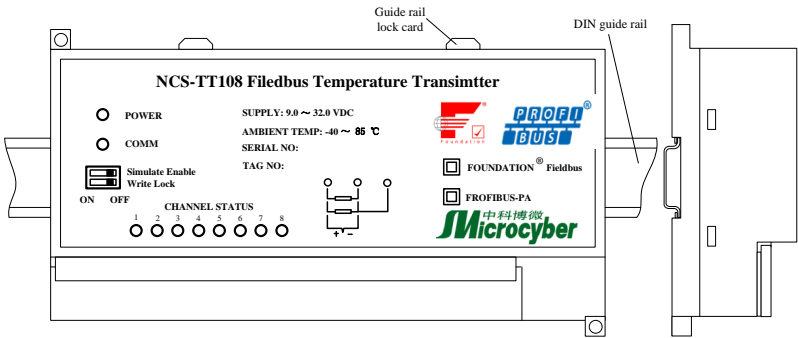 Guide rail
lock card
DIN guide rail
NCS-TT108 Filedbus Temperature Transimtter
POWER
COMM
SUPPLY: 9.0 ～ 32.0 VDC
AMBIENT TEMP: -40 ～ 85 ℃
SERIAL NO:
TAG NO:
Simulate Enable
Write Lock
ON OFF
CHANNEL STATUS
1 2 3 4 5 6 7 8
+ -
F ®
Foundation
PROFI ®
BUS
FOUNDATION ® Fieldbus
FROFIBUS-PA
中科博微
Microcyber